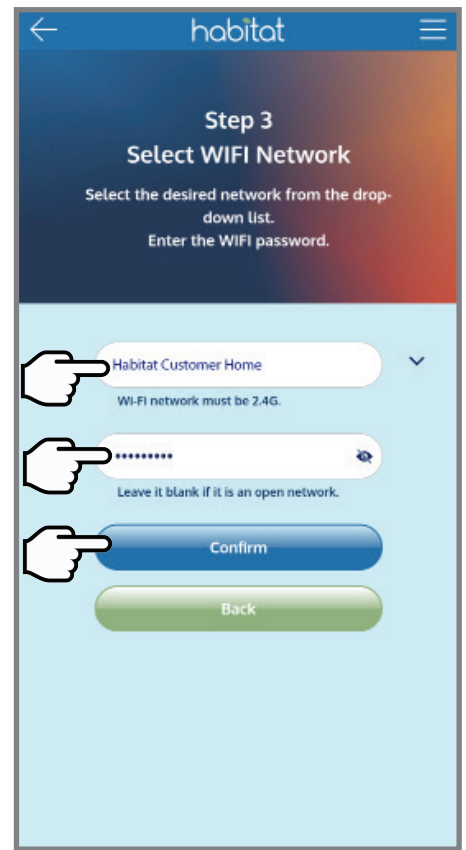 habitat
Step 3
Select WIFI Network
Select the desired network from the drop-
down list.
Enter the WIFI password.
Habitat Customer Home
Wi-Fi network must be 2.4G.
•••••••••
Leave it blank if it is an open network.
Confirm
Back